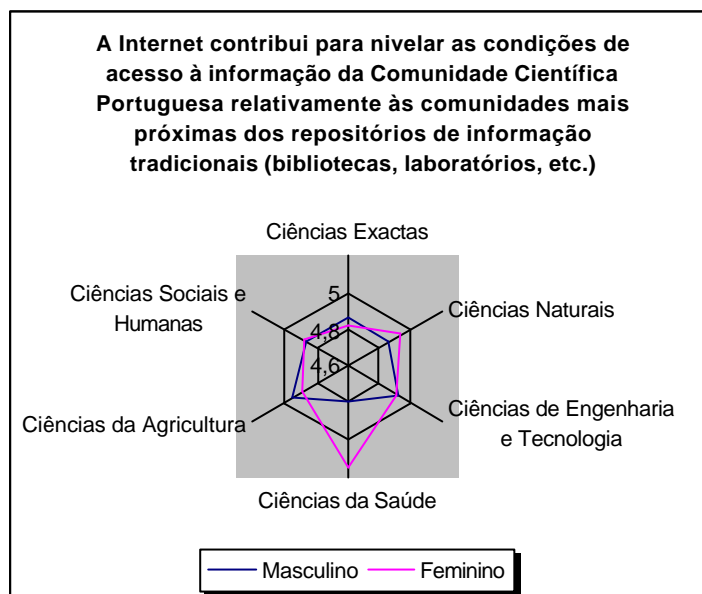 A Internet contribui para nivelar as condições de
acesso à informação da Comunidade Científica
Portuguesa relativamente às comunidades mais
próximas dos repositórios de informação
tradicionais (bibliotecas, laboratórios, etc.)
Ciências Exactas
Ciências Sociais e
Humanas
5
4,8
4,6
Ciências Naturais
Ciências da Agricultura
Ciências de Engenharia
e Tecnologia
Ciências da Saúde
Masculino
Feminino